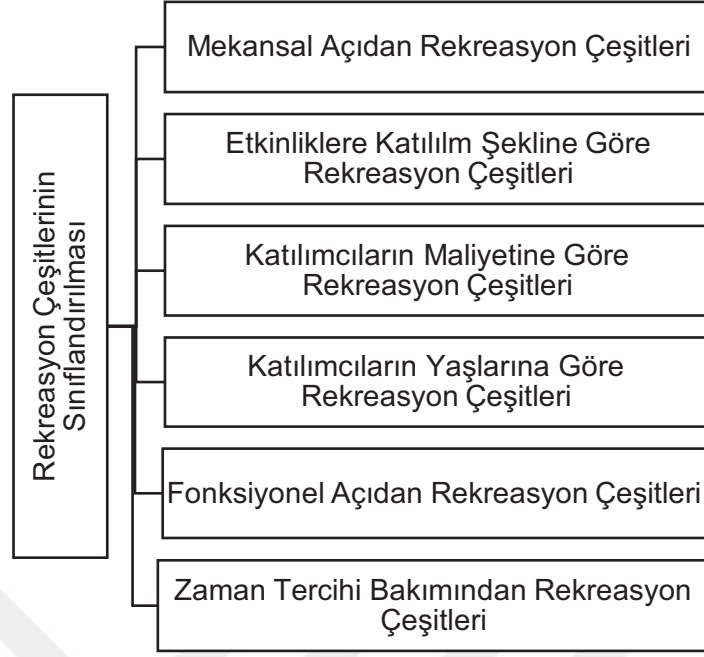 Rekreasyon Çeşitlerinin
Sınıflandırılması
Mekansal Açıdan Rekreasyon Çeşitleri
Etkinliklere Katılılm Şekline Göre
Rekreasyon Çeşitleri
Katılımcıların Maliyetine Göre
Rekreasyon Çeşitleri
Katılımcıların Yaşlarına Göre
Rekreasyon Çeşitleri
Fonksiyonel Açıdan Rekreasyon Çeşitleri
Zaman Tercihi Bakımından Rekreasyon
Çeşitleri